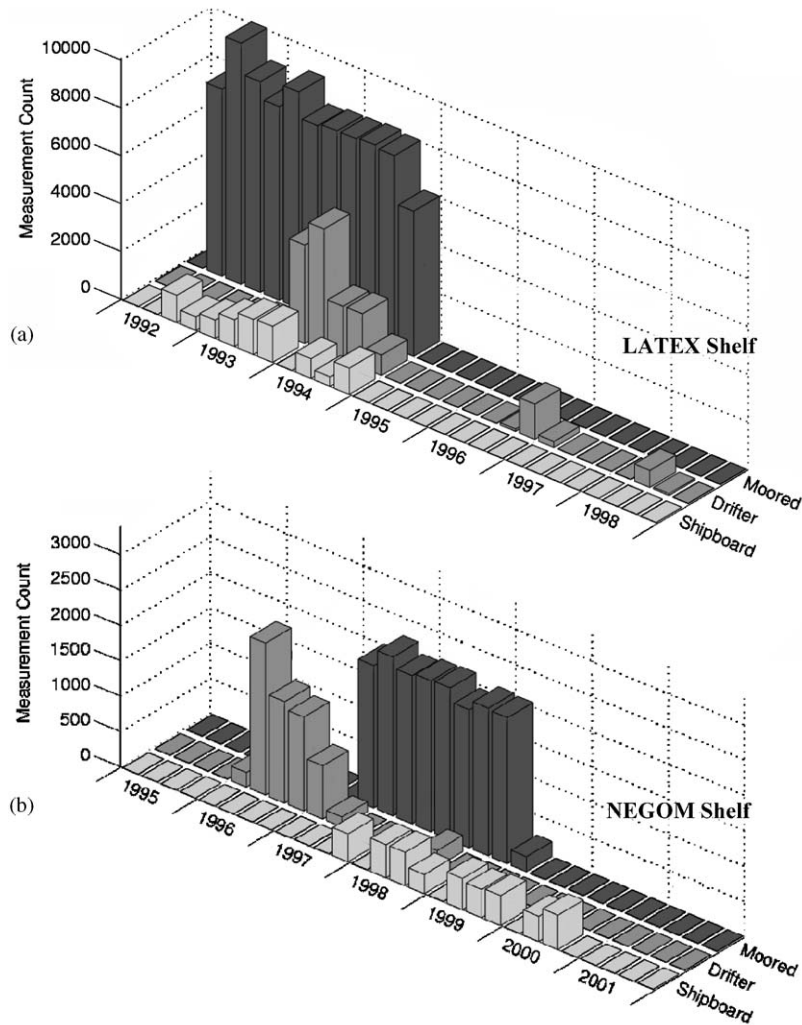 10000
8000
6000
4000
2000
0
Measurement Count
(a)
1992
1993
1994
1995
1996
1997
1998
LATEX Shelf
Moored
Drifter
Shipboard
3000
2500
2000
1500
1000
500
0
Measurement Count
(b)
1995
1996
1997
1998
1999
2000
2001
NEGOM Shelf
Moored
Drifter
Shipboard